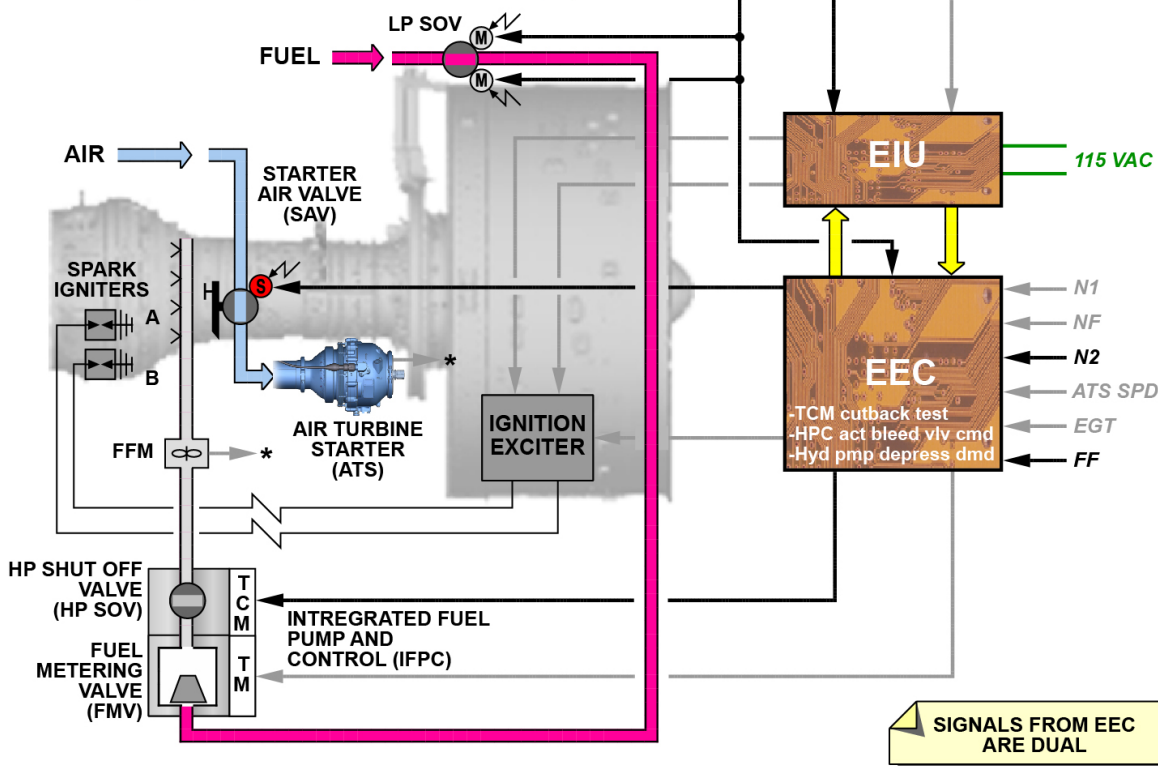 LP SOV
M
FUEL
M
EIU
115 VAC
AIR
STARTER
AIR VALVE
(SAV)
SPARK
IGNITERS
S
A
B
N1
NF
N2
ATS SPD
EGT
FF
EEC
-TCM cutback test
-HPC act bleed vlv cmd
-Hyd pmp depress dmd
*
AIR TURBINE
STARTER
(ATS)
IGNITION
EXCITER
FFM
*
HP SHUT OFF
VALVE
(HP SOV)
TCM
INTREGRATED FUEL
PUMP AND
CONTROL (IFPC)
FUEL
METERING
VALVE
(FMV)
TM
SIGNALS FROM EEC
ARE DUAL